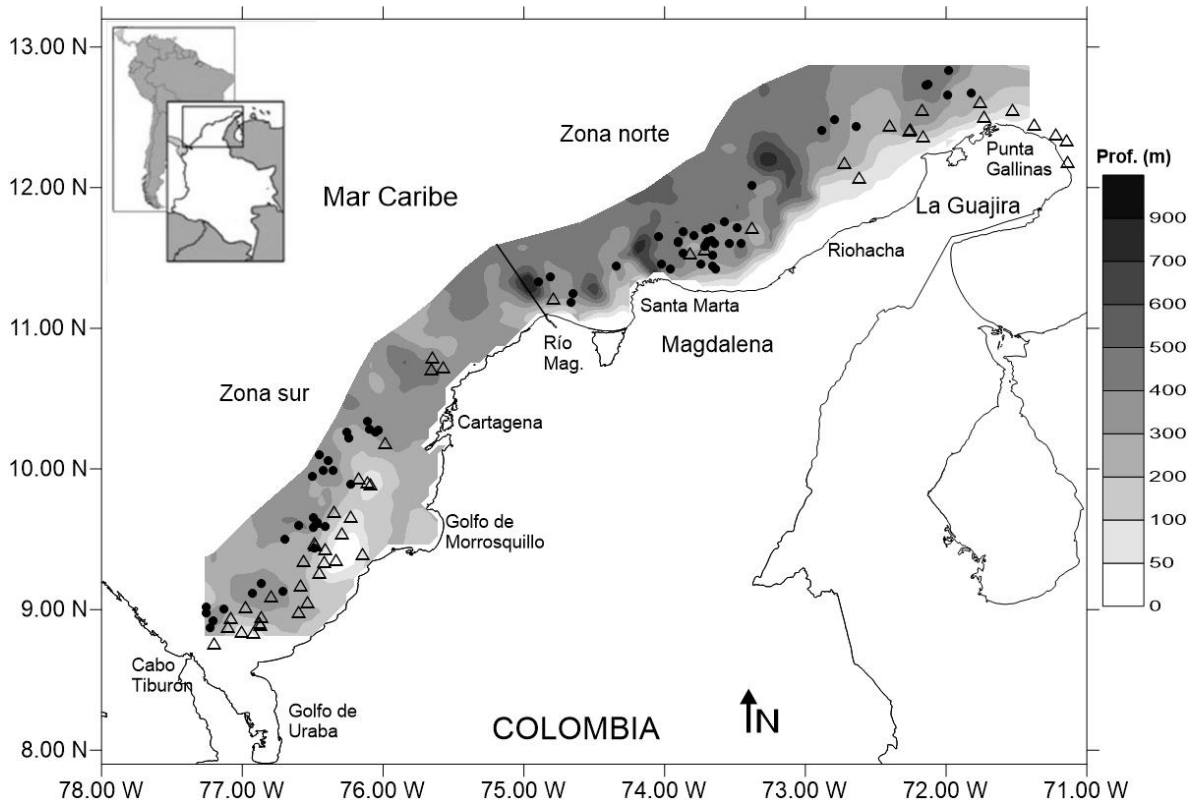 13.00 N
12.00 N
11.00 N
10.00 N
9.00 N
8.00 N
78.00 W
77.00 W
76.00 W
75.00 W
74.00 W
73.00 W
72.00 W
71.00 W
Zona norte
Mar Caribe
Punta
Gallinas
La Guajira
Riohacha
Santa Marta
Magdalena
Río
Mag.
Zona sur
Cartagena
Golfo de
Morrosquillo
Cabo
Tiburón
Golfo de
Uraba
COLOMBIA
N
Prof. (m)
900
700
600
500
400
300
200
100
50
0